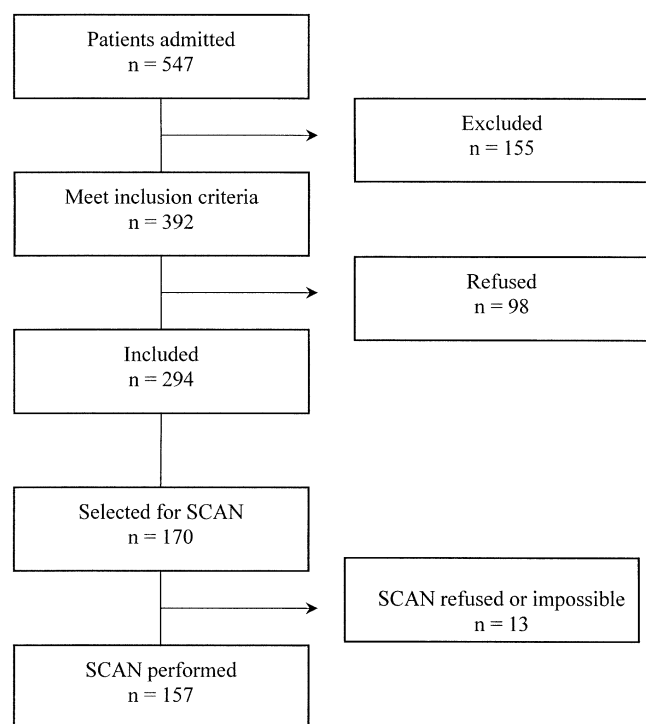 Patients admitted
n = 547
Excluded
n = 155
Meet inclusion criteria
n = 392
Refused
n = 98
Included
n = 294
Selected for SCAN
n = 170
SCAN refused or impossible
n = 13
SCAN performed
n = 157